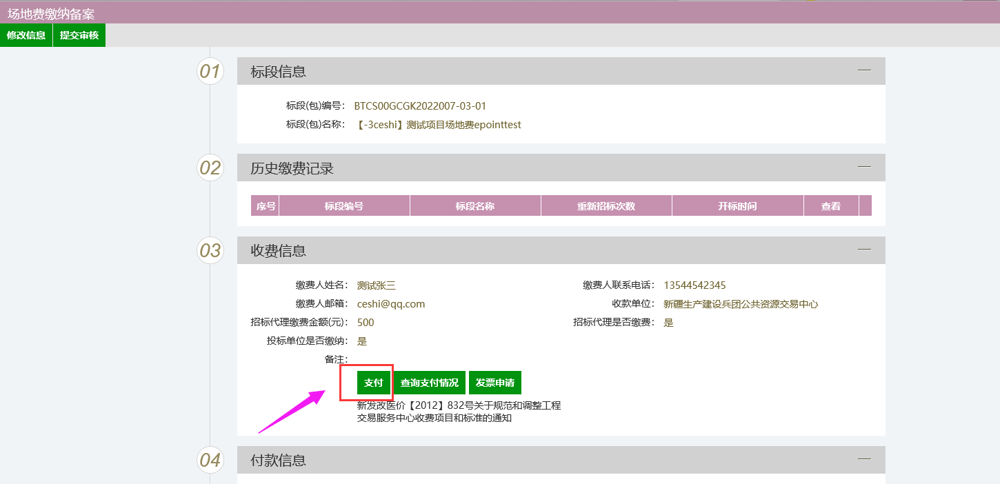 场地费缴纳备案
修改信息 提交审核
01 标段信息
标段(包)编号： BTCS00GCGK2022007-03-01
标段(包)名称： 【-3ceshi】测试项目场地费epointtest
02 历史缴费记录
序号 标段编号 标段名称 重新招标次数 开标时间 查看
03 收费信息
缴费人姓名： 测试张三 缴费人联系电话： 13544542345
缴费人邮箱： ceshi@qq.com 收款单位： 新疆生产建设兵团公共资源交易中心
招标代理缴费金额(元)： 500 招标代理是否缴费： 是
投标单位是否缴纳： 是
备注：
支付 查询支付情况 发票申请
新发改医价【2012】832号关于规范和调整工程
交易服务中心收费项目和标准的通知
04 付款信息